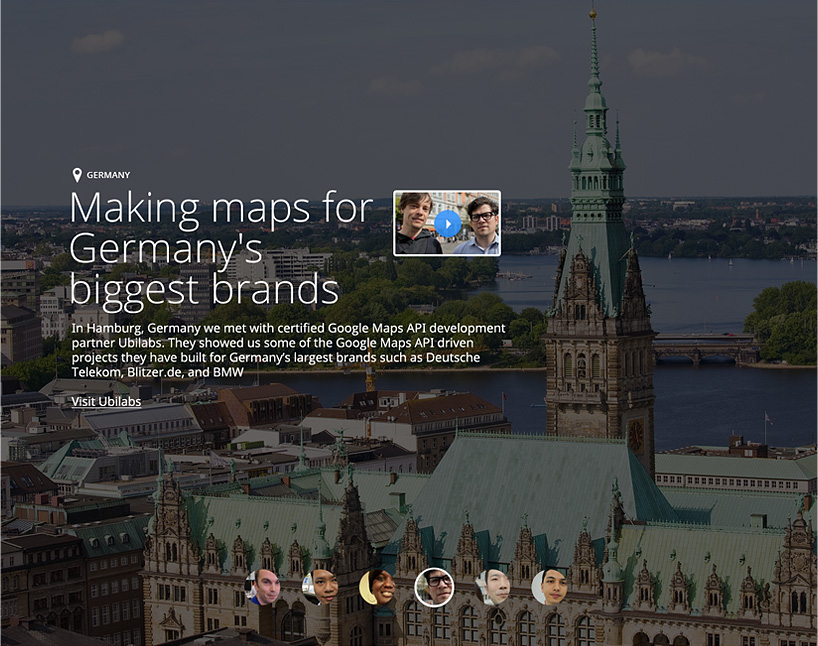 GERMANY
Making maps for
Germany's
biggest brands
In Hamburg, Germany we met with certified Google Maps API development
partner Ubilabs. They showed us some of the Google Maps API driven
projects they have built for Germany's largest brands such as Deutsche
Telekom, Blitzer.de, and BMW
Visit Ubilabs